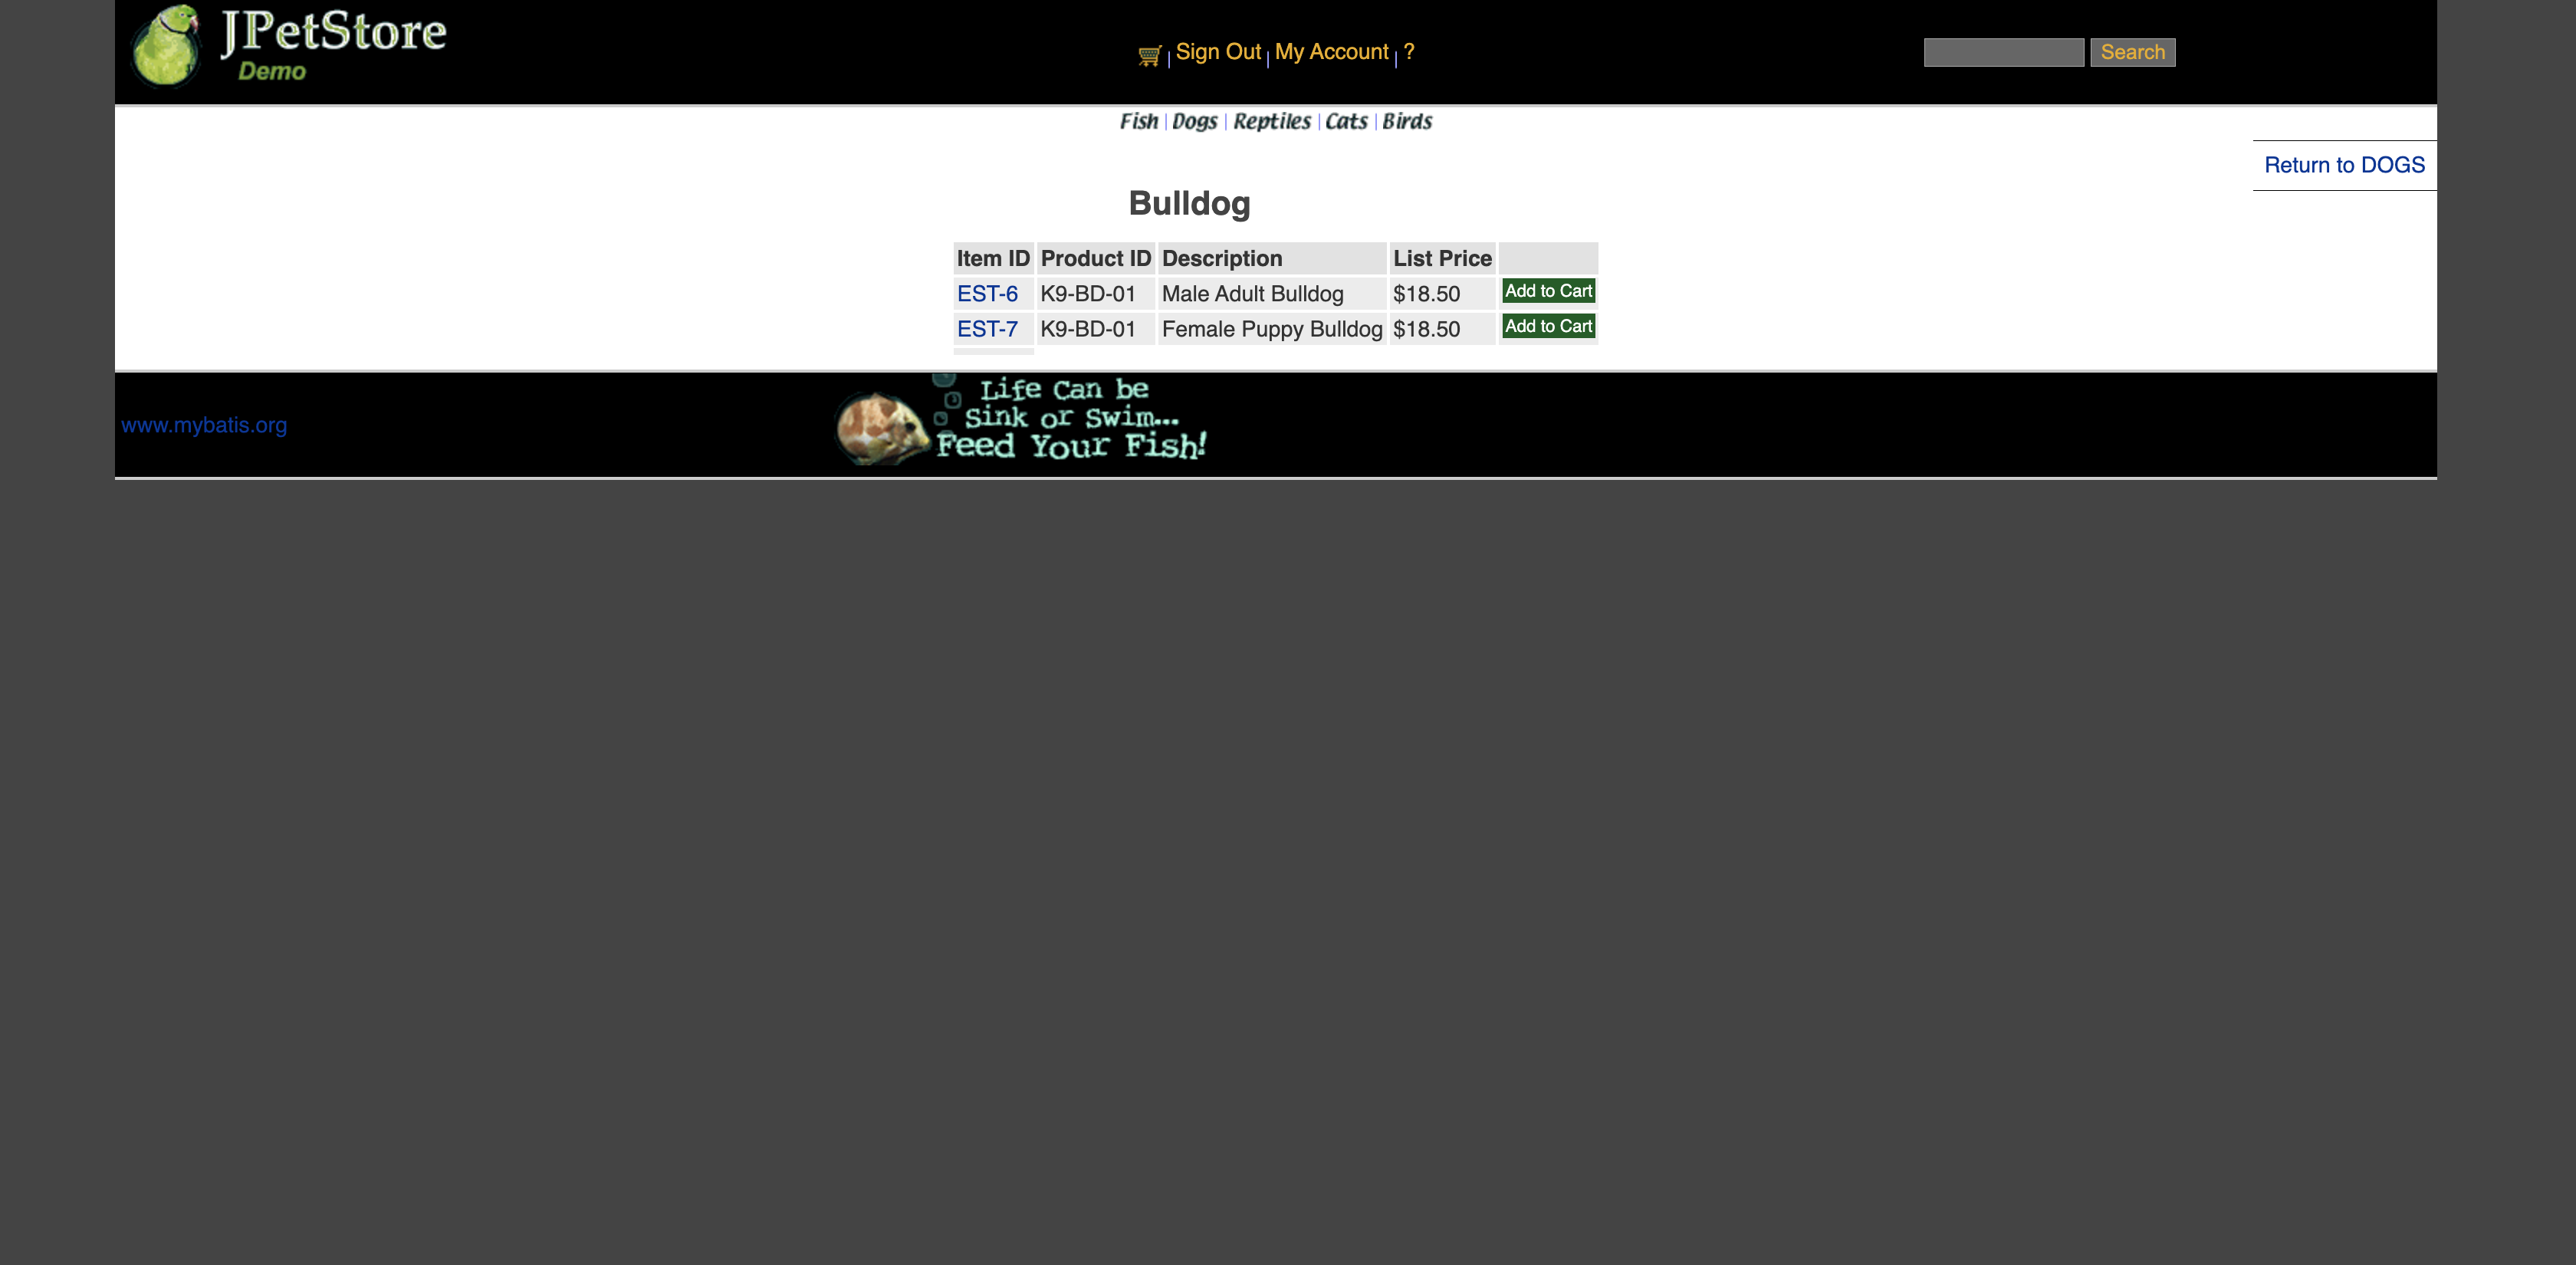 JPetStore
Demo
Sign Out | My Account | ?
Search
Fish | Dogs | Reptiles | Cats | Birds
Return to DOGS
Bulldog
Item ID Product ID Description List Price
EST-6 K9-BD-01 Male Adult Bulldog $18.50 Add to Cart
EST-7 K9-BD-01 Female Puppy Bulldog $18.50 Add to Cart
www.mybatis.org
Life Can be
Sink or Swim...
Feed Your Fish!